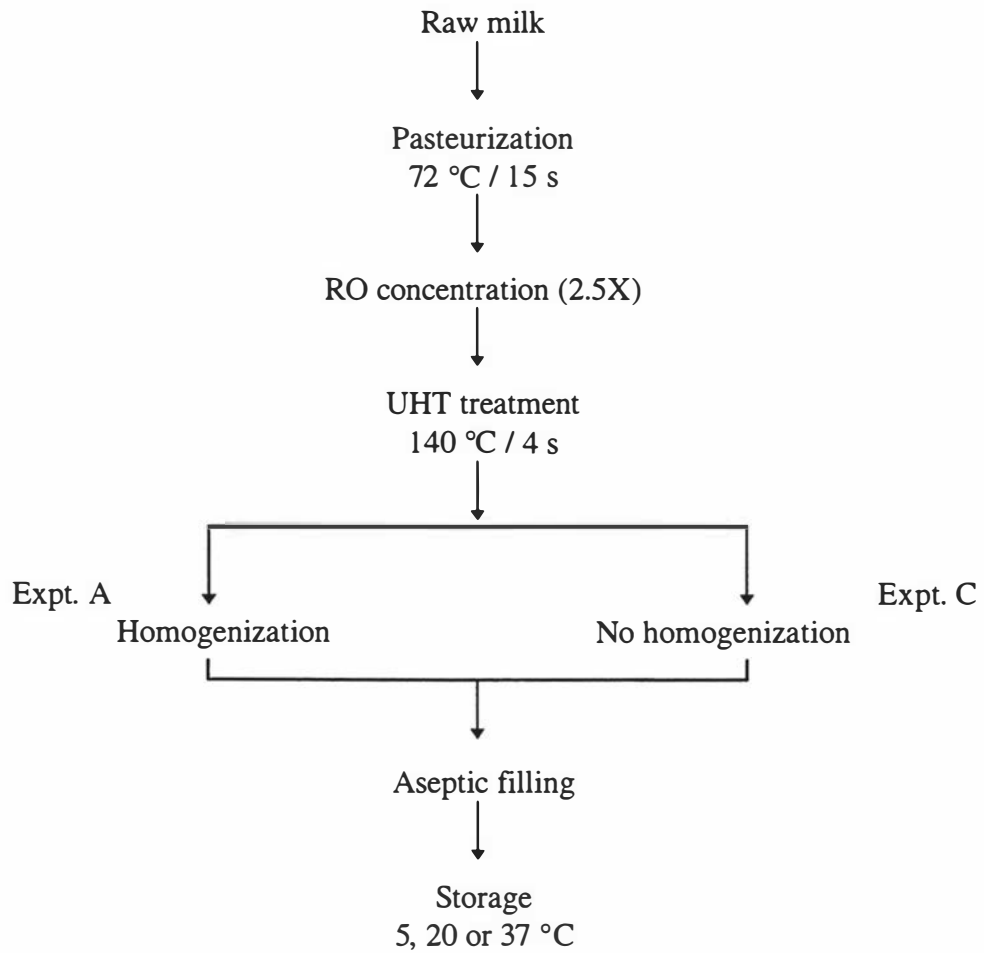 Raw milk
Pasteurization
72 °C / 15 s
RO concentration (2.5X)
UHT treatment
140 °C / 4 s
Expt. A
Expt. C
Homogenization
No homogenization
Aseptic filling
Storage
5, 20 or 37 °C